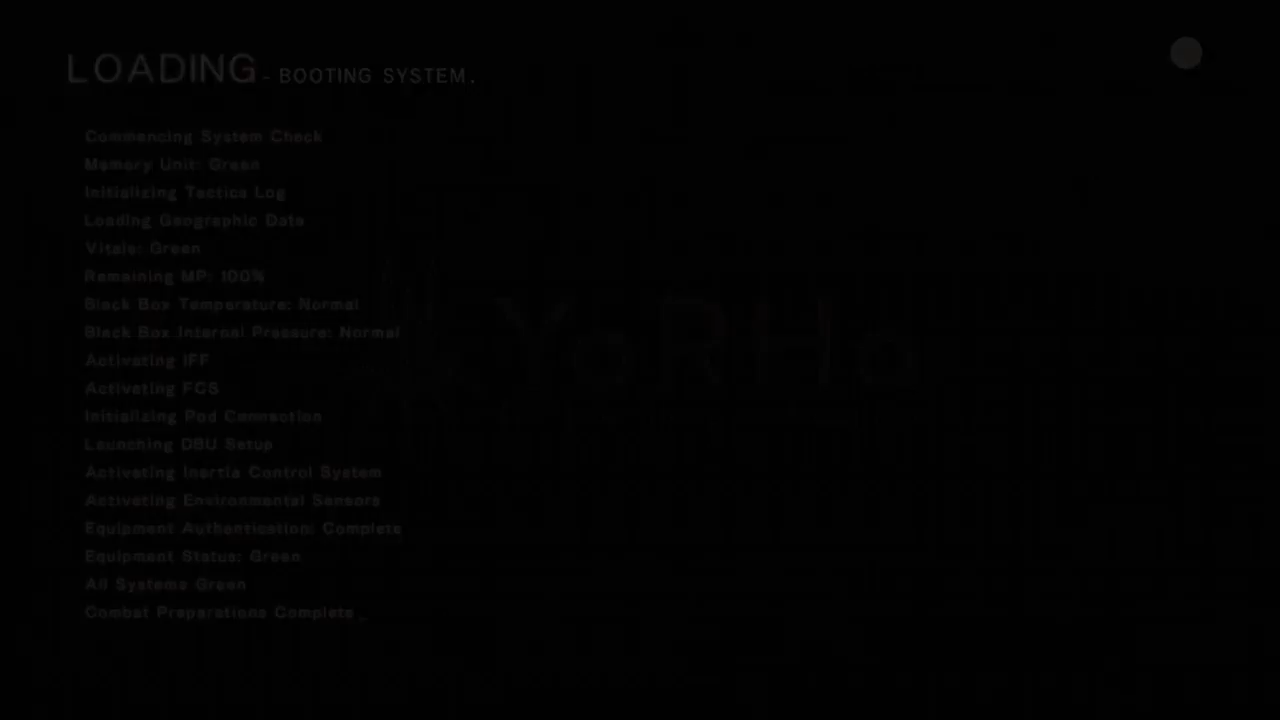 LOADING - BOOTING SYSTEM.
Commencing System Check
Memory Unit: Green
Initializing Tactics Log
Loading Geographic Data
Vitals: Green
Remaining MP: 100%
Black Box Temperature: Normal
Black Box Internal Pressure: Normal
YoRHa
Activating IFF
Activating FCS
Initializing Pod Connection
Launching DBU Setup
Activating Inertia Control System
Activating Environmental Sensors
Equipment Authentication: Complete
Equipment Status: Green
All Systems Green
Combat Preparations Complete_